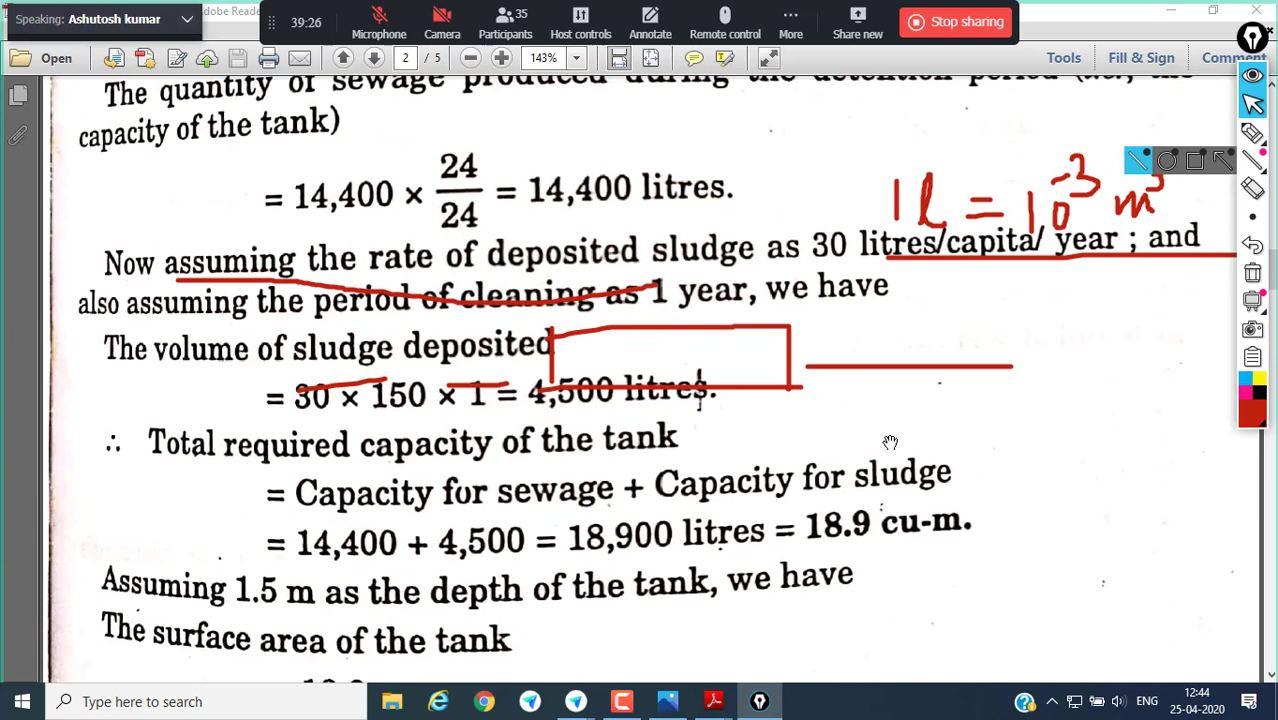 Speaking: Ashutosh kumar
39:26
35
Microphone Camera Participants Host controls Annotate Remote control More Share new Stop sharing
Open 2 / 5 143% Tools Fill & Sign Comment
The quantity of sewage produced during the detention period (i.e., the
capacity of the tank)
= 14,400 × 24/24 = 14,400 litres.
1l = 10⁻³ m³
Now assuming the rate of deposited sludge as 30 litres/capita/ year ; and
also assuming the period of cleaning as 1 year, we have
The volume of sludge deposited
= 30 × 150 × 1 = 4,500 litres.
∴ Total required capacity of the tank
= Capacity for sewage + Capacity for sludge
= 14,400 + 4,500 = 18,900 litres = 18.9 cu-m.
Assuming 1.5 m as the depth of the tank, we have
The surface area of the tank
Type here to search
ENG
12:44
25-04-2020